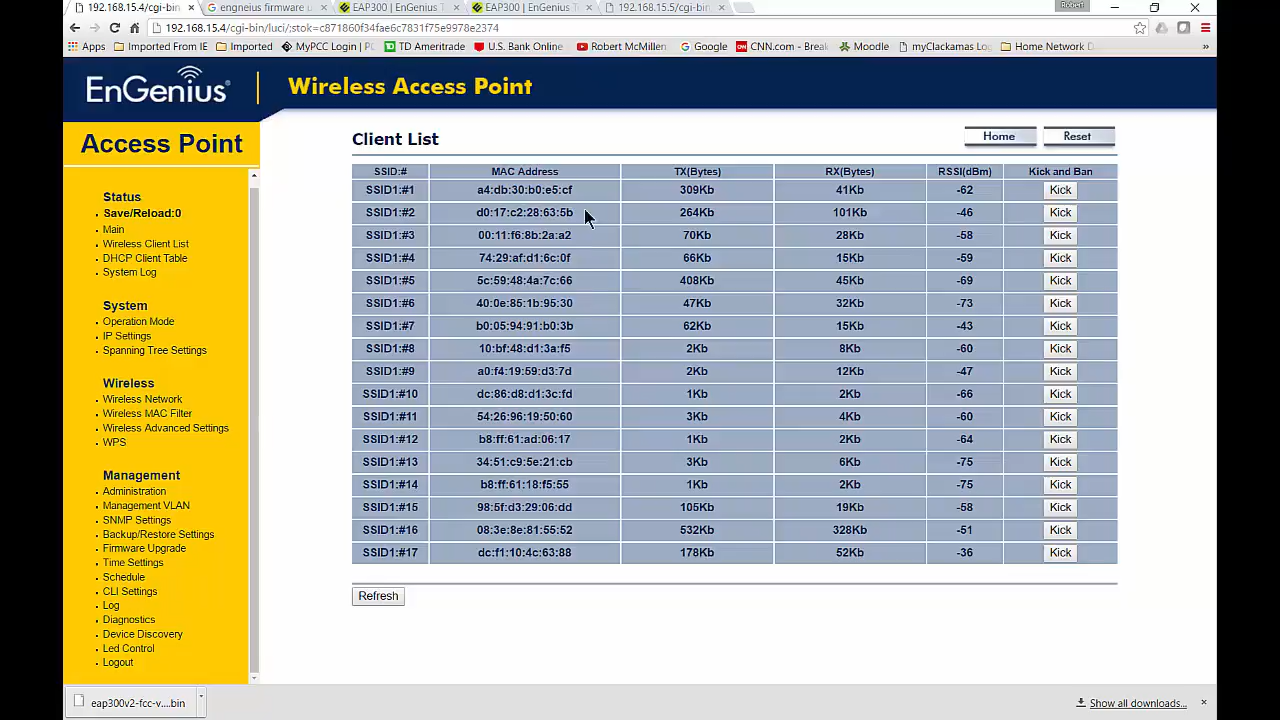 192.168.15.4/cgi-bin/
engneius firmware u
EAP300 | EnGenius T
EAP300 | EnGenius T
192.168.15.5/cgi-bin/
Robert
192.168.15.4/cgi-bin/luci/;stok=c871860f34fae6c7831f75e9978e2374
Apps
Imported From IE
Imported
MyPCC Login | P
TD Ameritrade
U.S. Bank Online
Robert McMillen
Google
CNN.com - Break
Moodle
myClackamas Log
Home Network D
»
EnGenius®
Wireless Access Point
Access Point
Status
Save/Reload:0
Main
Wireless Client List
DHCP Client Table
System Log
System
Operation Mode
IP Settings
Spanning Tree Settings
Wireless
Wireless Network
Wireless MAC Filter
Wireless Advanced Settings
WPS
Management
Administration
Management VLAN
SNMP Settings
Backup/Restore Settings
Firmware Upgrade
Time Settings
Schedule
CLI Settings
Log
Diagnostics
Device Discovery
Led Control
Logout
Client List
Home
Reset
SSID:# MAC Address TX(Bytes) RX(Bytes) RSSI(dBm) Kick and Ban
SSID1:#1 a4:db:30:b0:e5:cf 309Kb 41Kb -62 Kick
SSID1:#2 d0:17:c2:28:63:5b 264Kb 101Kb -46 Kick
SSID1:#3 00:11:f6:8b:2a:a2 70Kb 28Kb -58 Kick
SSID1:#4 74:29:af:d1:6c:0f 66Kb 15Kb -59 Kick
SSID1:#5 5c:59:48:4a:7c:66 408Kb 45Kb -69 Kick
SSID1:#6 40:0e:85:1b:95:30 47Kb 32Kb -73 Kick
SSID1:#7 b0:05:94:91:b0:3b 62Kb 15Kb -43 Kick
SSID1:#8 10:bf:48:d1:3a:f5 2Kb 8Kb -60 Kick
SSID1:#9 a0:f4:19:59:d3:7d 2Kb 12Kb -47 Kick
SSID1:#10 dc:86:d8:d1:3c:fd 1Kb 2Kb -66 Kick
SSID1:#11 54:26:96:19:50:60 3Kb 4Kb -60 Kick
SSID1:#12 b8:ff:61:ad:06:17 1Kb 2Kb -64 Kick
SSID1:#13 34:51:c9:5e:21:cb 3Kb 6Kb -75 Kick
SSID1:#14 b8:ff:61:18:f5:55 1Kb 2Kb -75 Kick
SSID1:#15 98:5f:d3:29:06:dd 105Kb 19Kb -58 Kick
SSID1:#16 08:3e:8e:81:55:52 532Kb 328Kb -51 Kick
SSID1:#17 dc:f1:10:4c:63:88 178Kb 52Kb -36 Kick
Refresh
eap300v2-fcc-v....bin
Show all downloads...